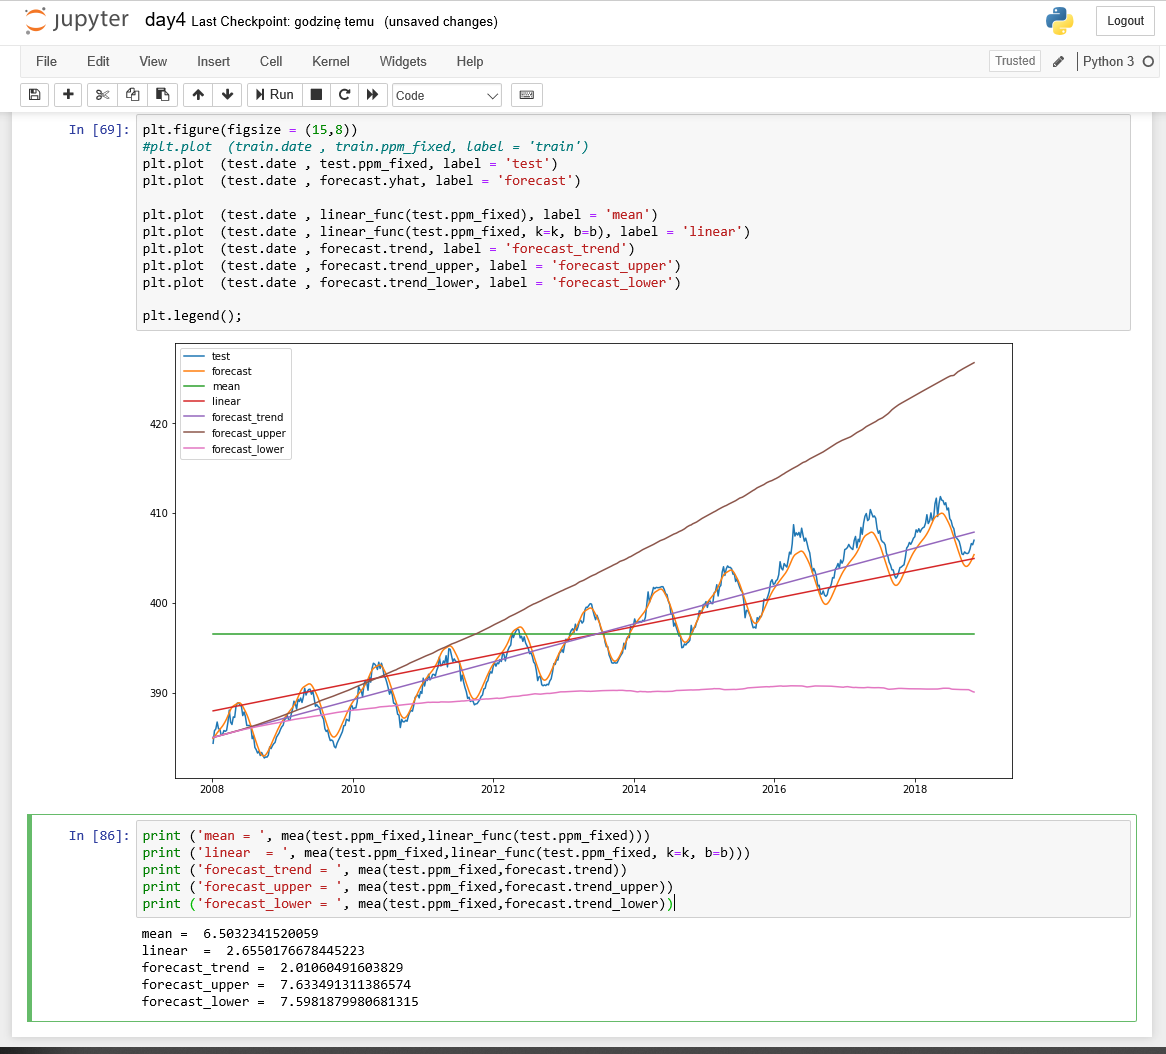 jupyter day4 Last Checkpoint: godzinę temu (unsaved changes) Logout
File Edit View Insert Cell Kernel Widgets Help Trusted Python 3
Run Code
In [69]: plt.figure(figsize = (15,8))
#plt.plot (train.date , train.ppm_fixed, label = 'train')
plt.plot (test.date , test.ppm_fixed, label = 'test')
plt.plot (test.date , forecast.yhat, label = 'forecast')
plt.plot (test.date , linear_func(test.ppm_fixed), label = 'mean')
plt.plot (test.date , linear_func(test.ppm_fixed, k=k, b=b), label = 'linear')
plt.plot (test.date , forecast.trend, label = 'forecast_trend')
plt.plot (test.date , forecast.trend_upper, label = 'forecast_upper')
plt.plot (test.date , forecast.trend_lower, label = 'forecast_lower')
plt.legend();
test
forecast
mean
linear
forecast_trend
forecast_upper
forecast_lower
420
410
400
390
2008 2010 2012 2014 2016 2018
In [86]: print ('mean = ', mea(test.ppm_fixed,linear_func(test.ppm_fixed)))
print ('linear  = ', mea(test.ppm_fixed,linear_func(test.ppm_fixed, k=k, b=b)))
print ('forecast_trend = ', mea(test.ppm_fixed,forecast.trend))
print ('forecast_upper = ', mea(test.ppm_fixed,forecast.trend_upper))
print ('forecast_lower = ', mea(test.ppm_fixed,forecast.trend_lower))
mean =  6.5032341520059
linear  =  2.6550176678445223
forecast_trend =  2.01060491603829
forecast_upper =  7.633491311386574
forecast_lower =  7.5981879980681315